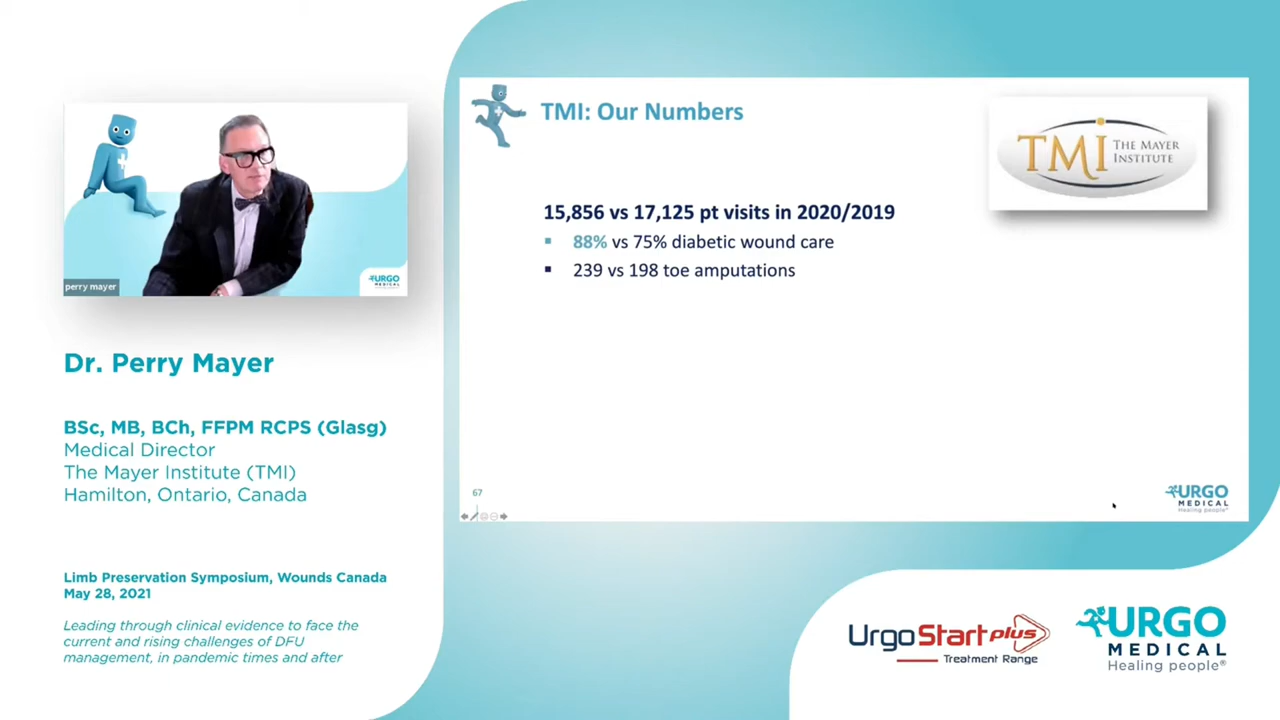 perry mayer
URGO
MEDICAL
Dr. Perry Mayer
BSc, MB, BCh, FFPM RCPS (Glasg)
Medical Director
The Mayer Institute (TMI)
Hamilton, Ontario, Canada
Limb Preservation Symposium, Wounds Canada
May 28, 2021
Leading through clinical evidence to face the
current and rising challenges of DFU
management, in pandemic times and after
TMI: Our Numbers
TMI THE MAYER
INSTITUTE
15,856 vs 17,125 pt visits in 2020/2019
▪ 88% vs 75% diabetic wound care
▪ 239 vs 198 toe amputations
67
URGO
MEDICAL
Healing people®
UrgoStart plus
Treatment Range
URGO
MEDICAL
Healing people®